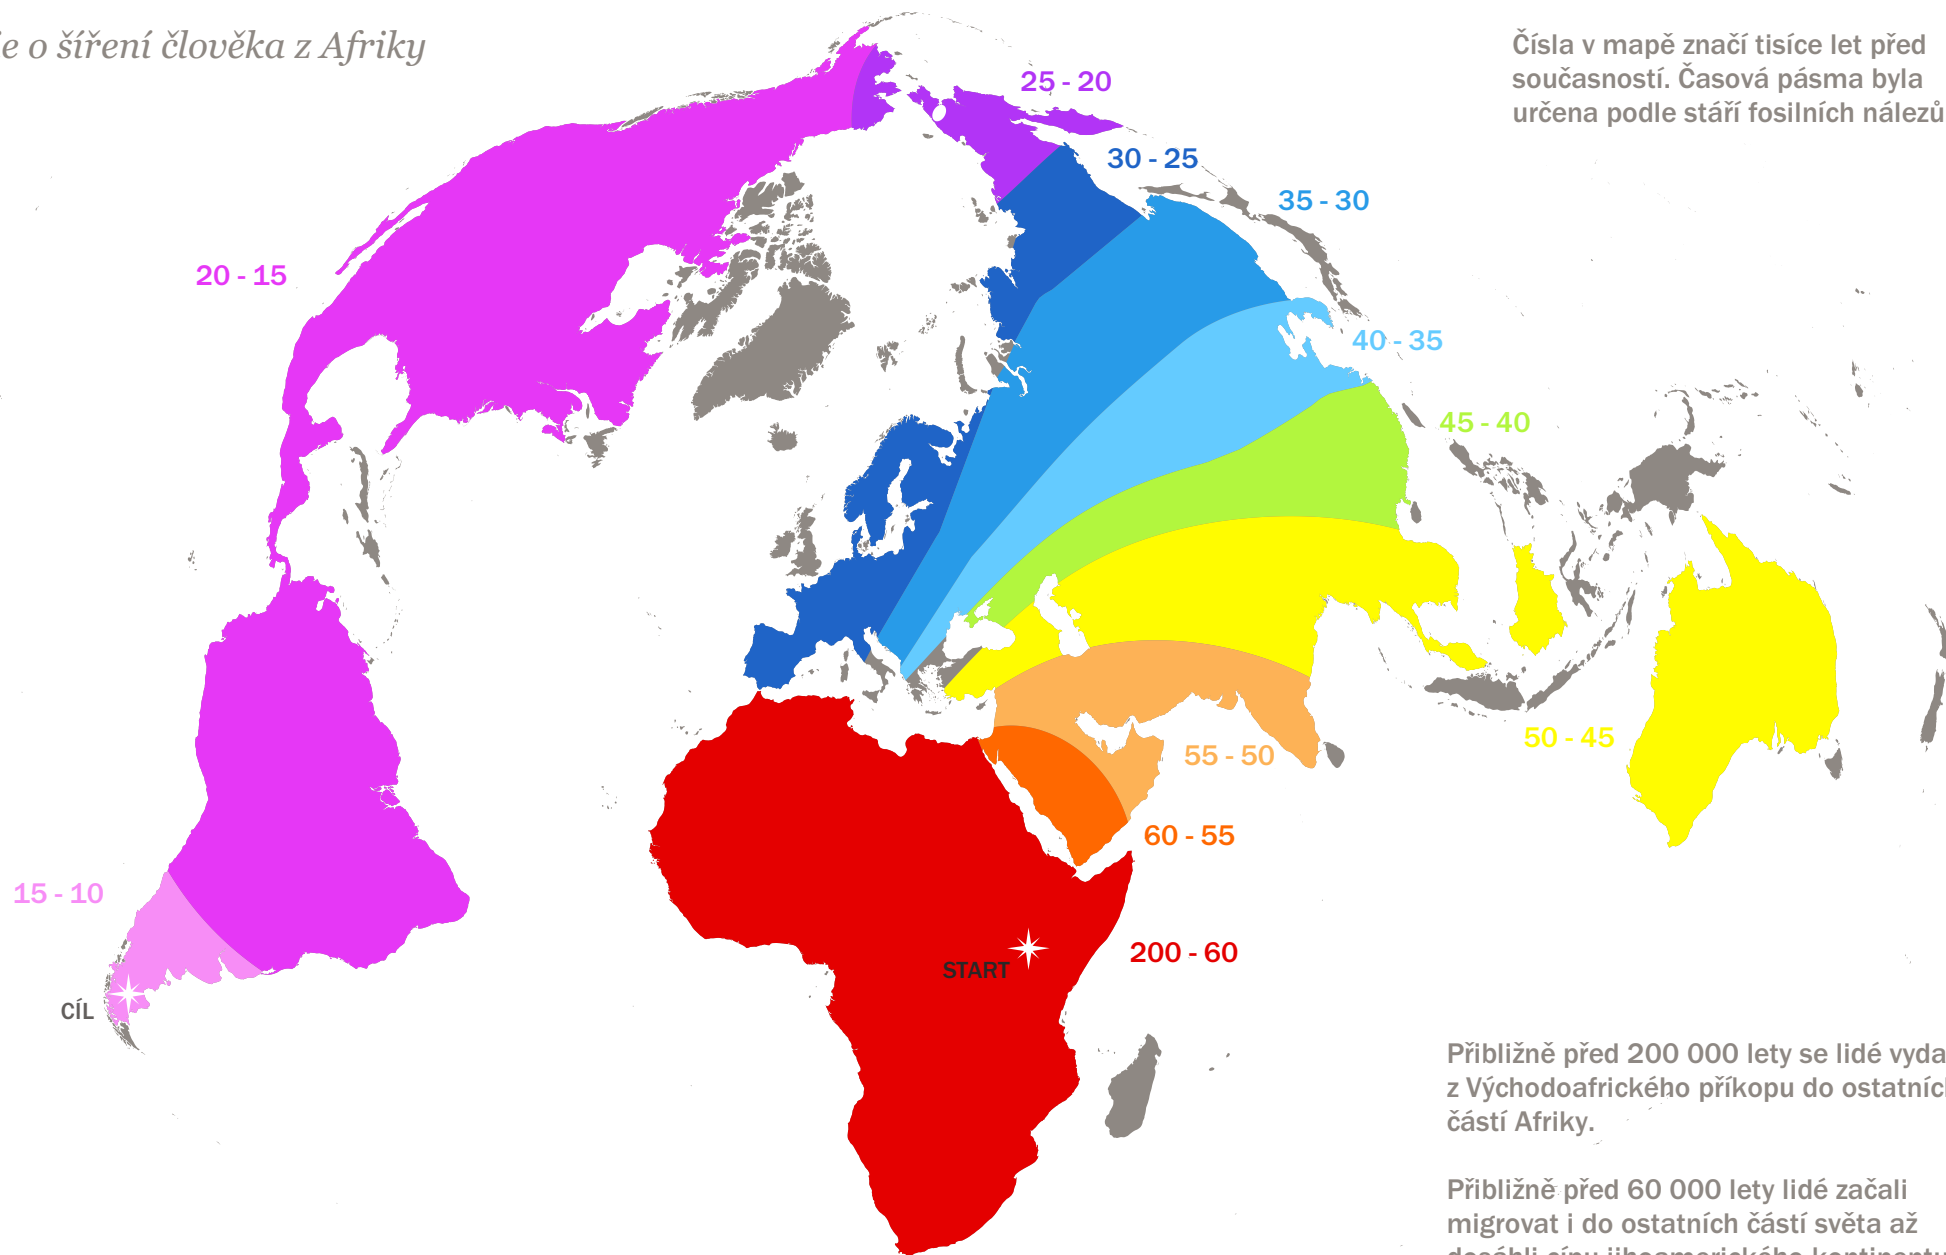 o šíření člověka z Afriky
Čísla v mapě značí tisíce let před
současností. Časová pásma byla
určena podle stáří fosilních nálezů
25 - 20
30 - 25
35 - 30
20 - 15
40 - 35
45 - 40
50 - 45
55 - 50
60 - 55
15 - 10
200 - 60
START
CÍL
Přibližně před 200 000 lety se lidé
z Východoafrického příkopu do
částí Afriky.
Přibližně před 60 000 lety lidé začali
migrovat i do ostatních částí světa až